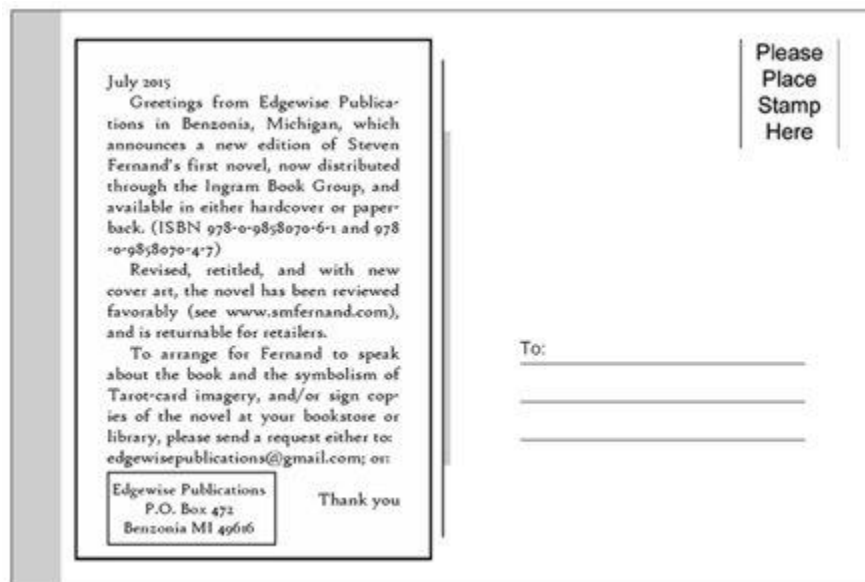 July 2015
Greetings from Edgewise Publica-
tions in Benzonia, Michigan, which
announces a new edition of Steven
Fernand's first novel, now distributed
through the Ingram Book Group, and
available in either hardcover or paper-
back. (ISBN 978-0-9858070-6-1 and 978
-0-9858070-4-7)
Revised, retitled, and with new
cover art, the novel has been reviewed
favorably (see www.smfernand.com),
and is returnable for retailers.
To arrange for Fernand to speak
about the book and the symbolism of
Tarot-card imagery, and/or sign cop-
ies of the novel at your bookstore or
library, please send a request either to:
edgewisepublications@gmail.com; or:
Edgewise Publications
P.O. Box 472
Benzonia MI 49616
Thank you
Please
Place
Stamp
Here
To: